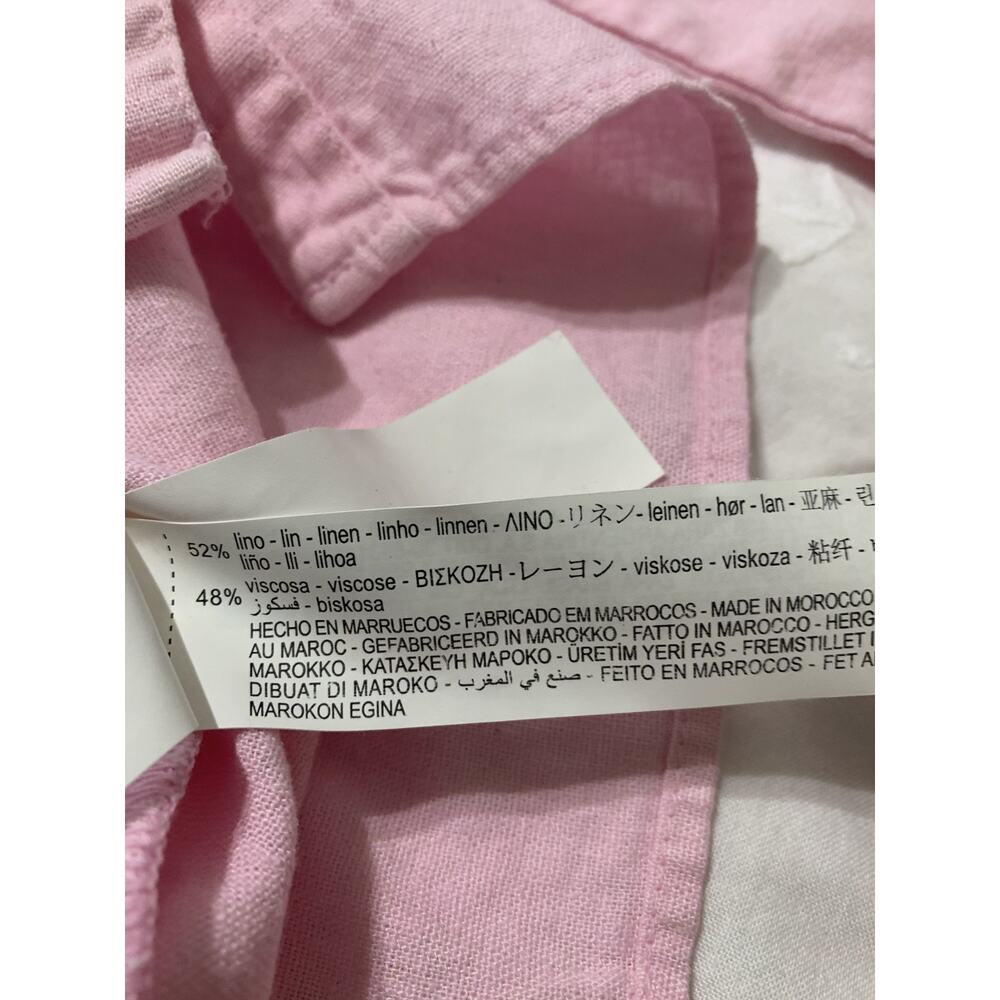 52% lino - lin - linen - linho - linnen - ΛΙΝΟ -リネン- leinen - hør - lan - 亚麻 - 린
liño - lli - lihoa
48% viscosa - viscose - ΒΙΣΚΟΖΗ -レーヨン - viskose - viskoza - 粘纤 -
فسكوز - biskosa
HECHO EN MARRUECOS - FABRICADO EM MARROCOS - MADE IN MOROCCO
AU MAROC - GEFABRICEERD IN MAROKKO - FATTO IN MAROCCO - HERG
MAROKKO - ΚΑΤΑΣΚΕΥΗ ΜΑΡΟΚΟ - ÜRETİM YERİ FAS - FREMSTILLET I
DIBUAT DI MAROKO - صنع في المغرب - FEITO EN MARROCOS - FET A
MAROKON EGINA